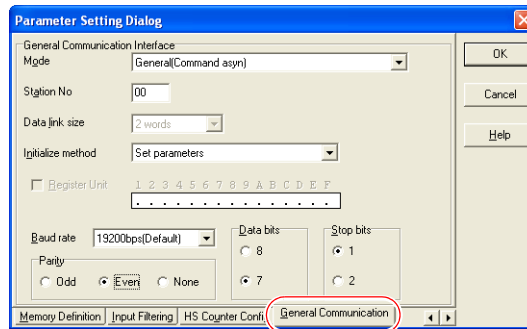 Parameter Setting Dialog
General Communication Interface
Mode General(Command asyn)
OK
Station No 00
Cancel
Data link size 2 words
Help
Initialize method Set parameters
Register Unit 1 2 3 4 5 6 7 8 9 A B C D E F
. . . . . . . . . . . . . . .
Baud rate 19200bps(Default)
Data bits
8
7
Stop bits
1
2
Parity
Odd Even None
Memory Definition Input Filtering HS Counter Confi General Communication